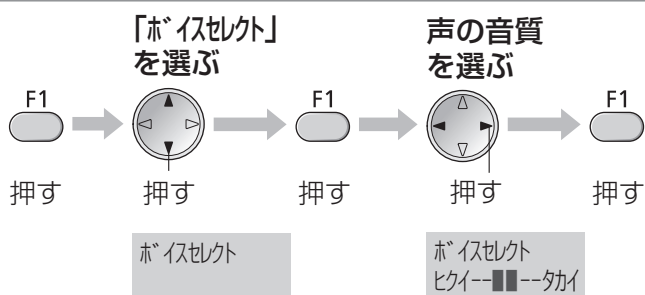 「ﾎﾞｲｽｾﾚｸﾄ」
を選ぶ
声の音質
を選ぶ
F1
F1
F1
押す
押す
押す
押す
押す
ﾎﾞｲｽｾﾚｸﾄ
ﾎﾞｲｽｾﾚｸﾄ
ﾋｸｲ--▮▮--ﾀｶｲ